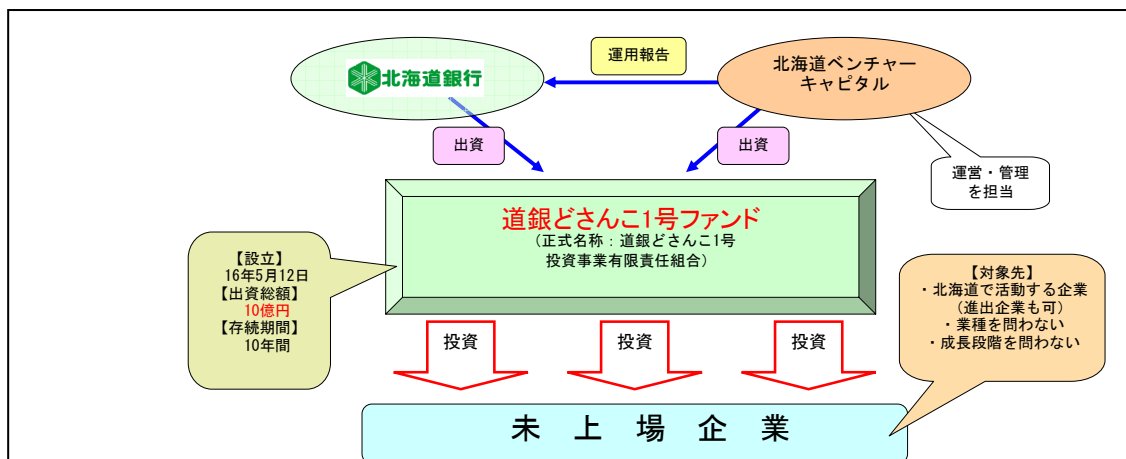 北海道銀行
運用報告
北海道ベンチャー
キャピタル
出資
出資
運営・管理
を担当
道銀どさんこ1号ファンド
(正式名称：道銀どさんこ1号
投資事業有限責任組合)
【設立】
16年5月12日
【出資総額】
10億円
【存続期間】
10年間
【対象先】
・北海道で活動する企業
(進出企業も可)
・業種を問わない
・成長段階を問わない
投資
投資
投資
未上場企業